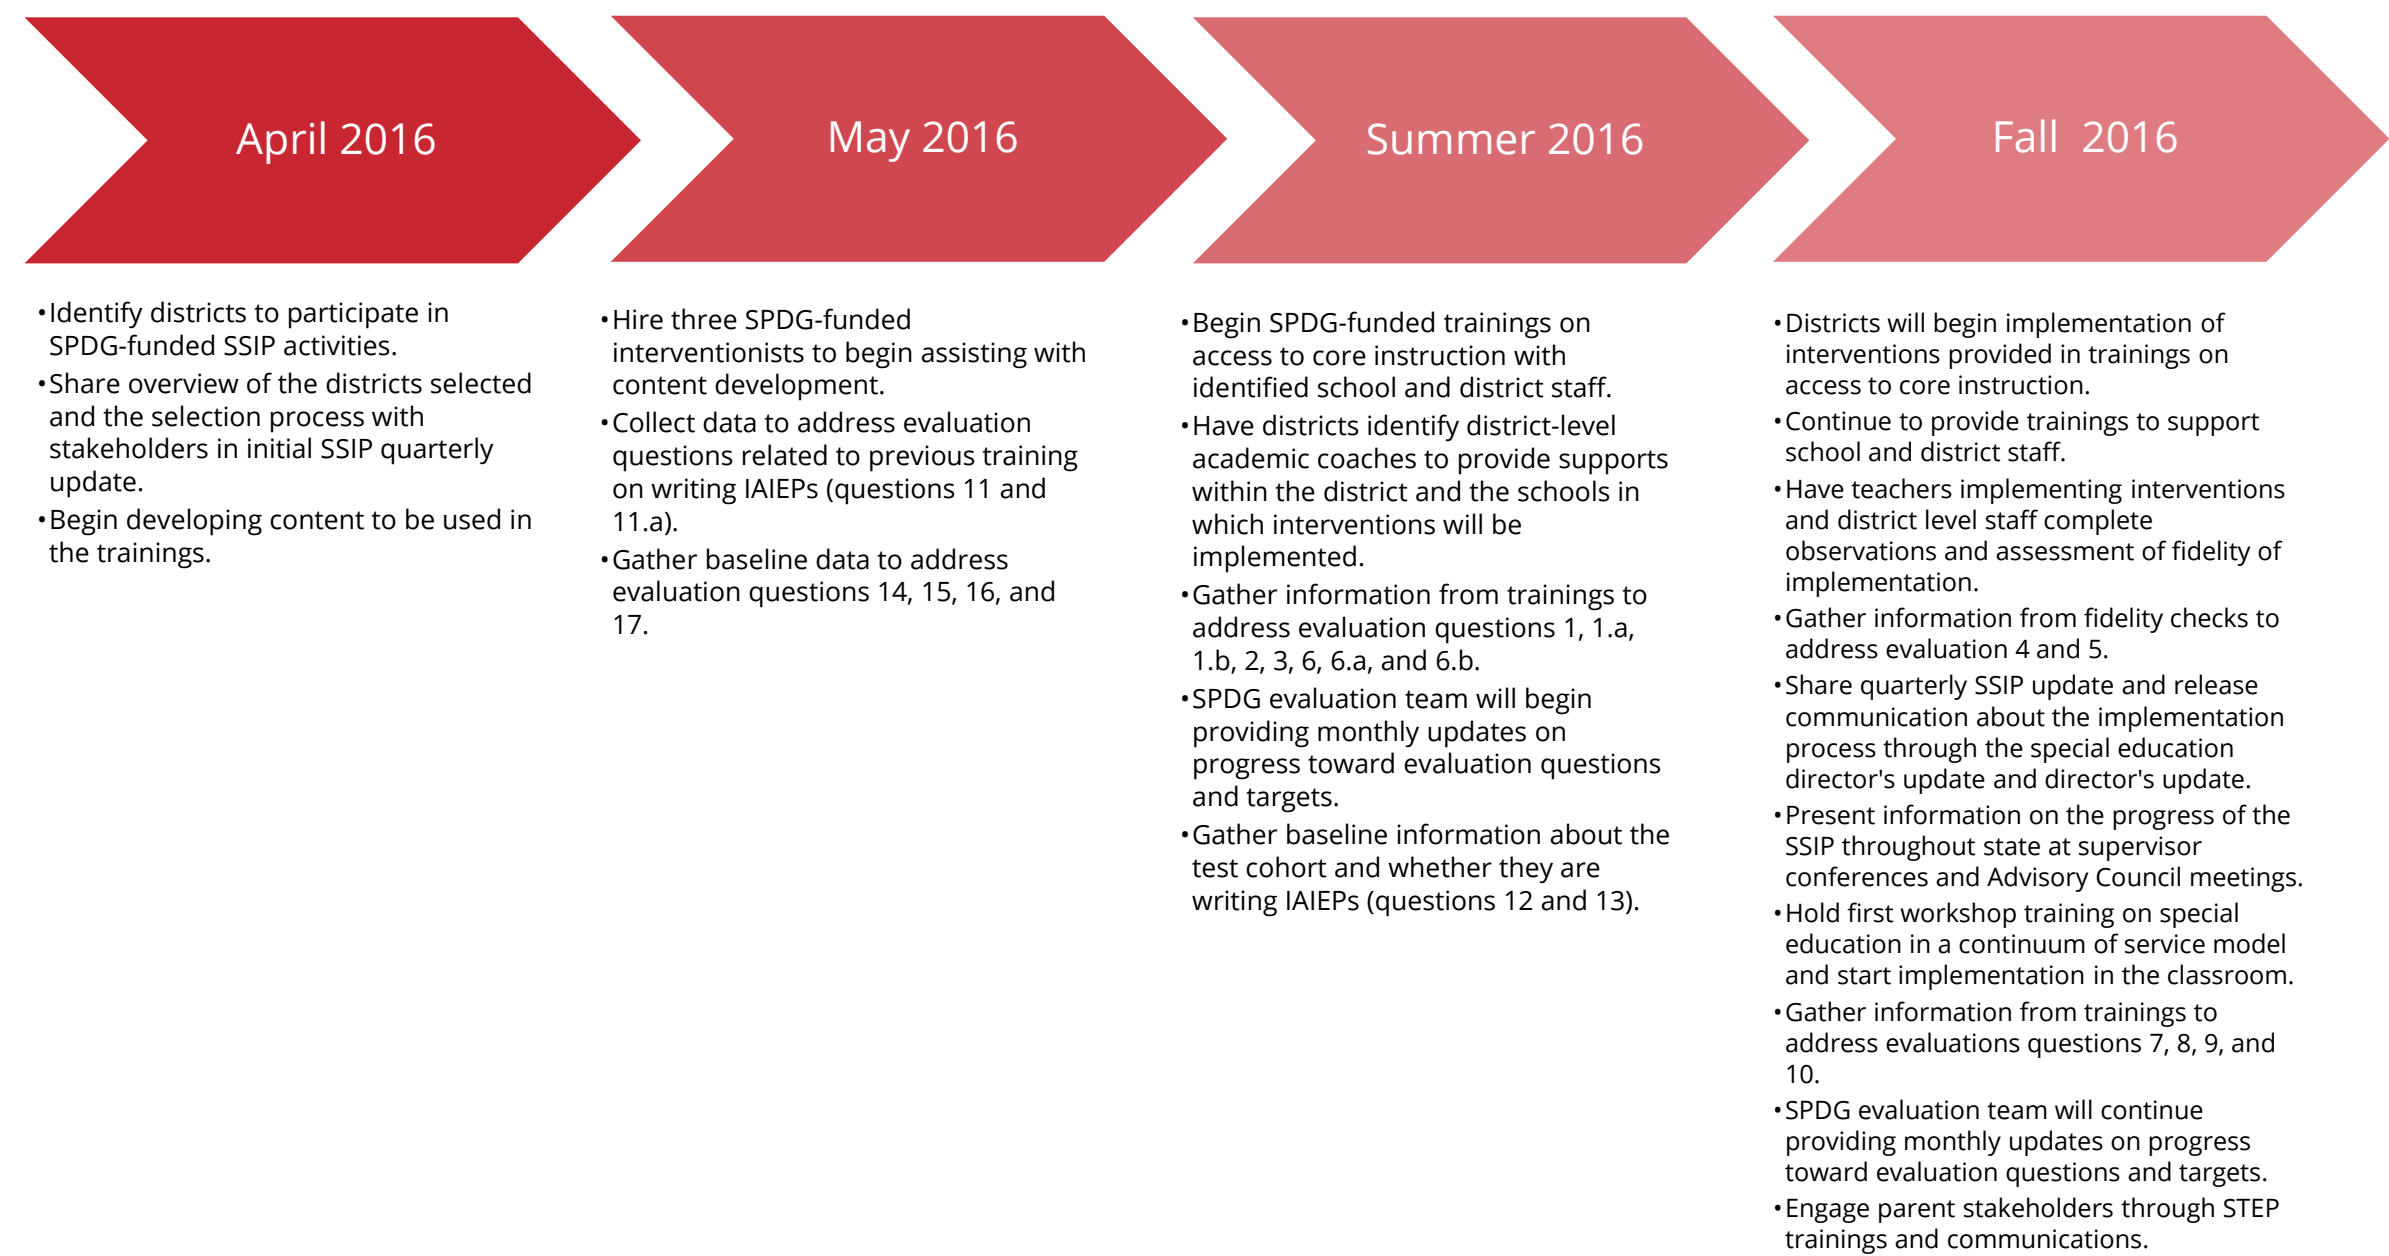 April 2016
•Identify districts to participate in
SPDG-funded SSIP activities.
•Share overview of the districts selected
and the selection process with
stakeholders in initial SSIP quarterly
update.
•Begin developing content to be used in
the trainings.
May 2016
•Hire three SPDG-funded
interventionists to begin assisting with
content development.
•Collect data to address evaluation
questions related to previous training
on writing IAIEPs (questions 11 and
11.a).
•Gather baseline data to address
evaluation questions 14, 15, 16, and
17.
Summer 2016
•Begin SPDG-funded trainings on
access to core instruction with
identified school and district staff.
•Have districts identify district-level
academic coaches to provide supports
within the district and the schools in
which interventions will be
implemented.
•Gather information from trainings to
address evaluation questions 1, 1.a,
1.b, 2, 3, 6, 6.a, and 6.b.
•SPDG evaluation team will begin
providing monthly updates on
progress toward evaluation questions
and targets.
•Gather baseline information about the
test cohort and whether they are
writing IAIEPs (questions 12 and 13).
Fall  2016
•Districts will begin implementation of
interventions provided in trainings on
access to core instruction.
•Continue to provide trainings to support
school and district staff.
•Have teachers implementing interventions
and district level staff complete
observations and assessment of fidelity of
implementation.
•Gather information from fidelity checks to
address evaluation 4 and 5.
•Share quarterly SSIP update and release
communication about the implementation
process through the special education
director's update and director's update.
•Present information on the progress of the
SSIP throughout state at supervisor
conferences and Advisory Council meetings.
•Hold first workshop training on special
education in a continuum of service model
and start implementation in the classroom.
•Gather information from trainings to
address evaluations questions 7, 8, 9, and
10.
•SPDG evaluation team will continue
providing monthly updates on progress
toward evaluation questions and targets.
•Engage parent stakeholders through STEP
trainings and communications.